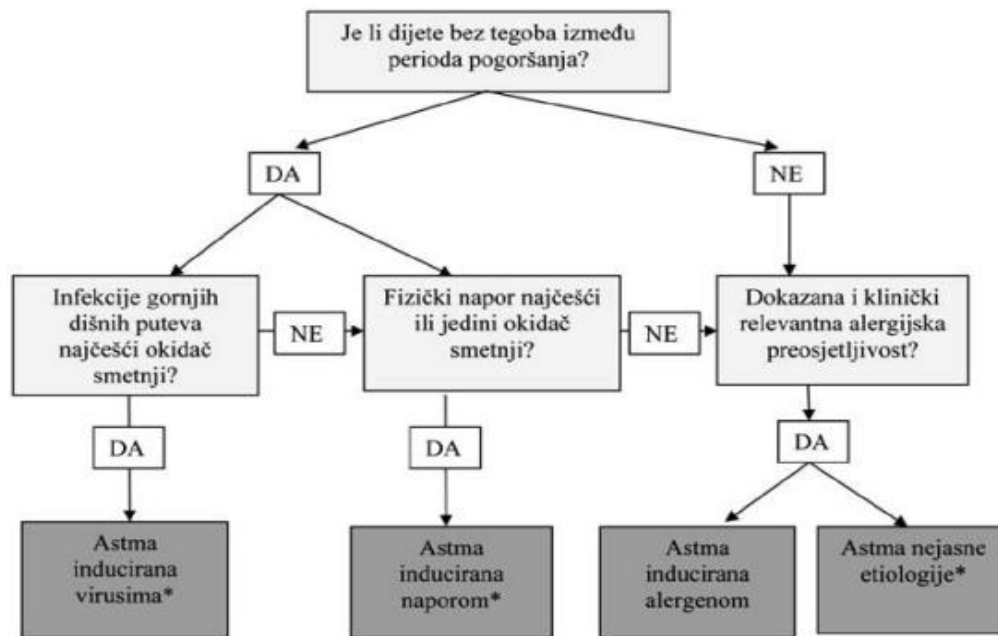 Je li dijete bez tegoba između
perioda pogoršanja?
DA
NE
Infekcije gornjih
dišnih puteva
najčešći okidač
smetnji?
NE
Fizički napor najčešći
ili jedini okidač
smetnji?
NE
Dokazana i klinički
relevantna alergijska
preosjetljivost?
DA
DA
DA
Astma
inducirana
virusima*
Astma
inducirana
naporom*
Astma
inducirana
alergenom
Astma nejasne
etiologije*